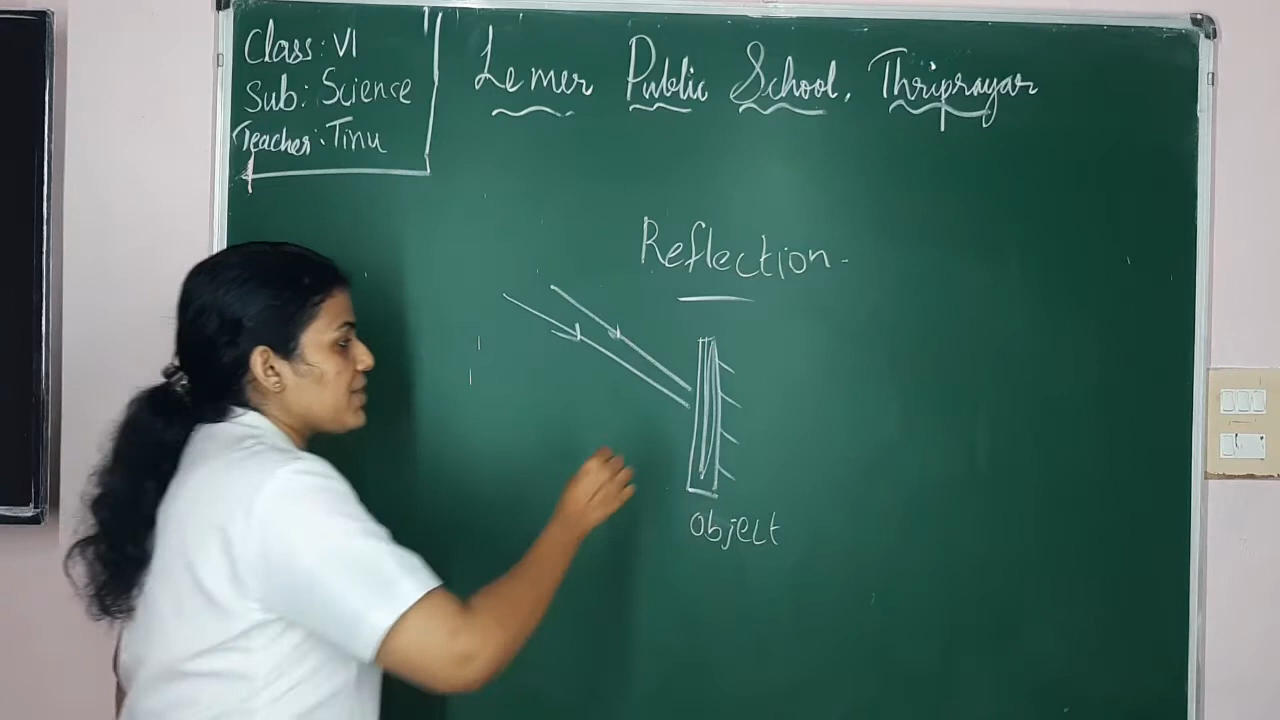 Class: VI
Sub: Science
Teacher: Tinu
Lemer Public School, Thriprayar
Reflection
Object